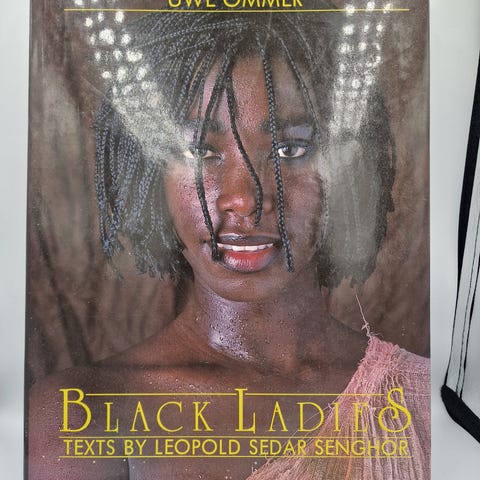 UWE OMMER
BLACK LADIES
TEXTS BY LEOPOLD SEDAR SENGHOR